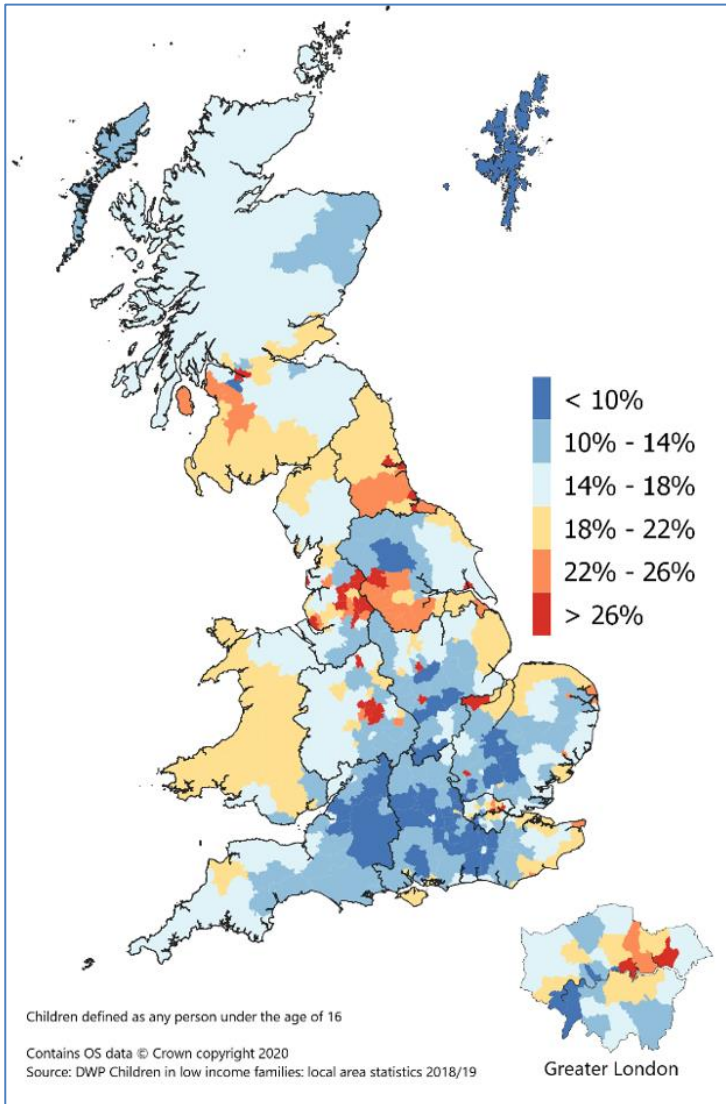 < 10%
10% - 14%
14% - 18%
18% - 22%
22% - 26%
> 26%
Children defined as any person under the age of 16
Contains OS data © Crown copyright 2020
Source: DWP Children in low income families: local area statistics 2018/19
Greater London